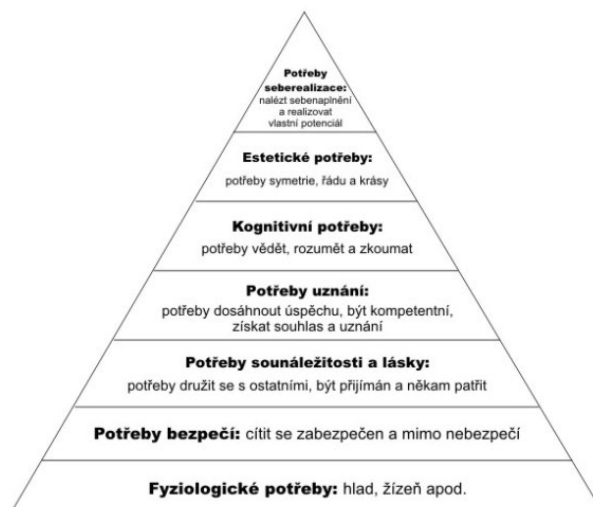 Potřeby
seberealizace:
nalézt sebenaplnění
a realizovat
vlastní potenciál
Estetické potřeby:
potřeby symetrie, řádu a krásy
Kognitivní potřeby:
potřeby vědět, rozumět a zkoumat
Potřeby uznání:
potřeby dosáhnout úspěchu, být kompetentní,
získat souhlas a uznání
Potřeby sounáležitosti a lásky:
potřeby družit se s ostatními, být přijímán a někam patřit
Potřeby bezpečí: cítit se zabezpečen a mimo nebezpečí
Fyziologické potřeby: hlad, žízeň apod.